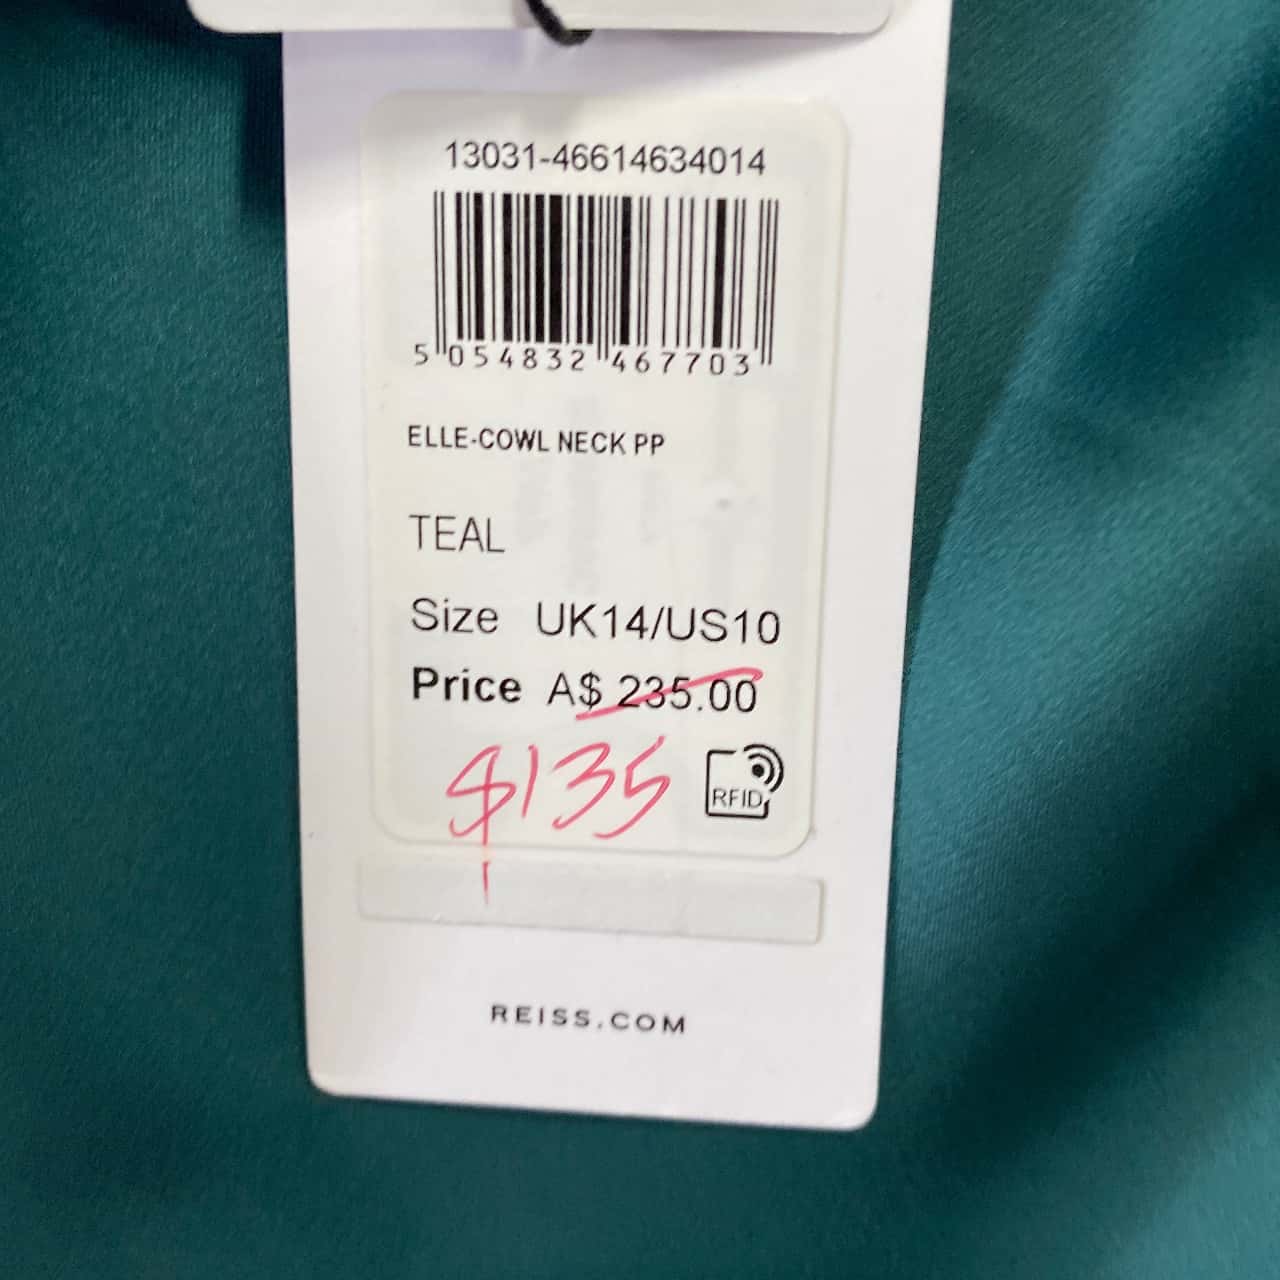 13031-46614634014
5 054832 467703
ELLE-COWL NECK PP
TEAL
Size UK14/US10
Price A$ 235.00
$135
RFID
REISS.COM